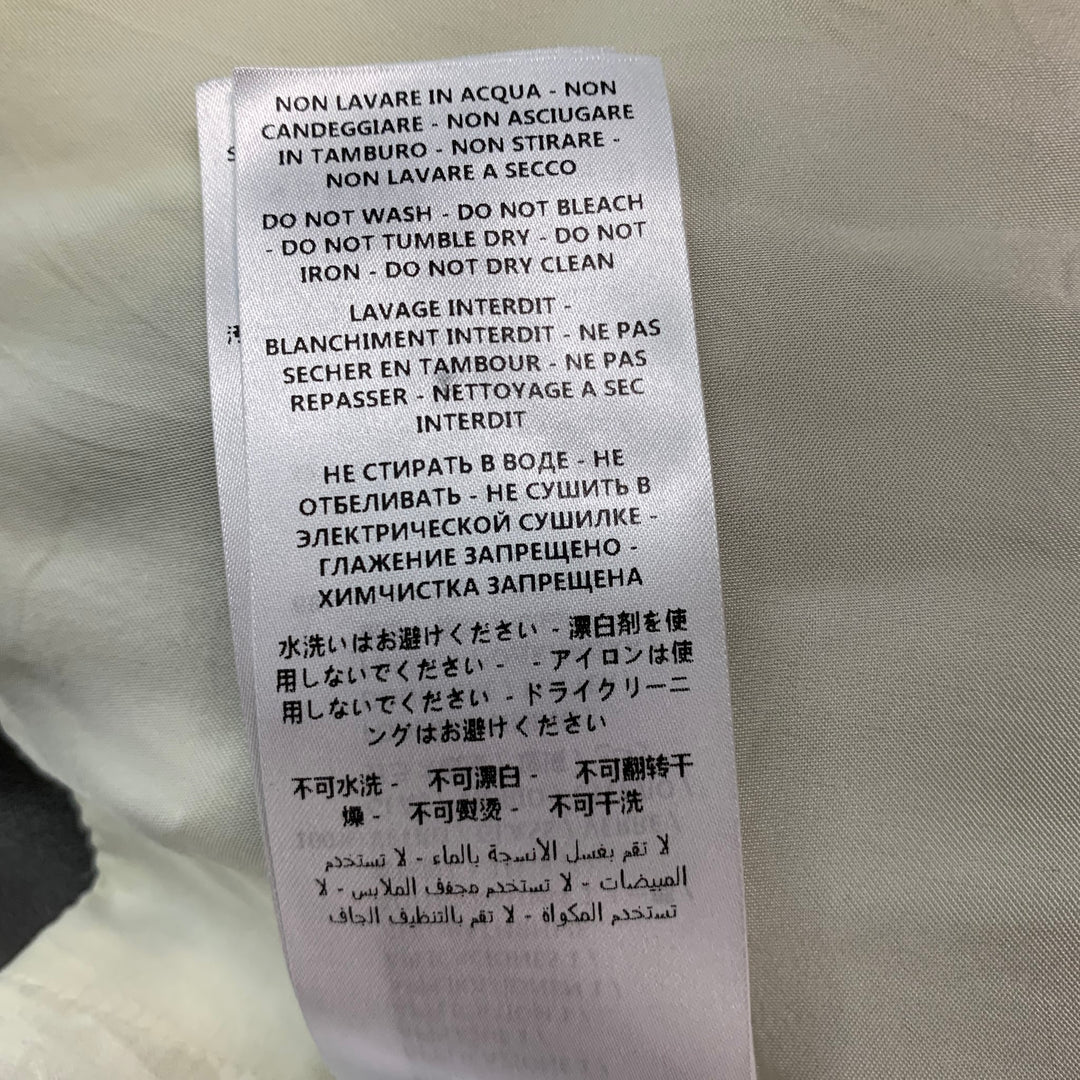 NON LAVARE IN ACQUA - NON
CANDEGGIARE - NON ASCIUGARE
IN TAMBURO - NON STIRARE -
NON LAVARE A SECCO
DO NOT WASH - DO NOT BLEACH
- DO NOT TUMBLE DRY - DO NOT
IRON - DO NOT DRY CLEAN
LAVAGE INTERDIT -
BLANCHIMENT INTERDIT - NE PAS
SECHER EN TAMBOUR - NE PAS
REPASSER - NETTOYAGE A SEC
INTERDIT
НЕ СТИРАТЬ В ВОДЕ - НЕ
ОТБЕЛИВАТЬ - НЕ СУШИТЬ В
ЭЛЕКТРИЧЕСКОЙ СУШИЛКЕ -
ГЛАЖЕНИЕ ЗАПРЕЩЕНО -
ХИМЧИСТКА ЗАПРЕЩЕНА
水洗いはお避けください - 漂白剤を使
用しないでください - - アイロンは使
用しないでください - ドライクリーニ
ングはお避けください
不可水洗 - 不可漂白 - 不可翻转干
燥 - 不可熨烫 - 不可干洗
لا تقم بغسل الأنسجة بالماء - لا تستخدم
المبيضات - لا تستخدم مجفف الملابس - لا
تستخدم المكواة - لا تقم بالتنظيف الجاف